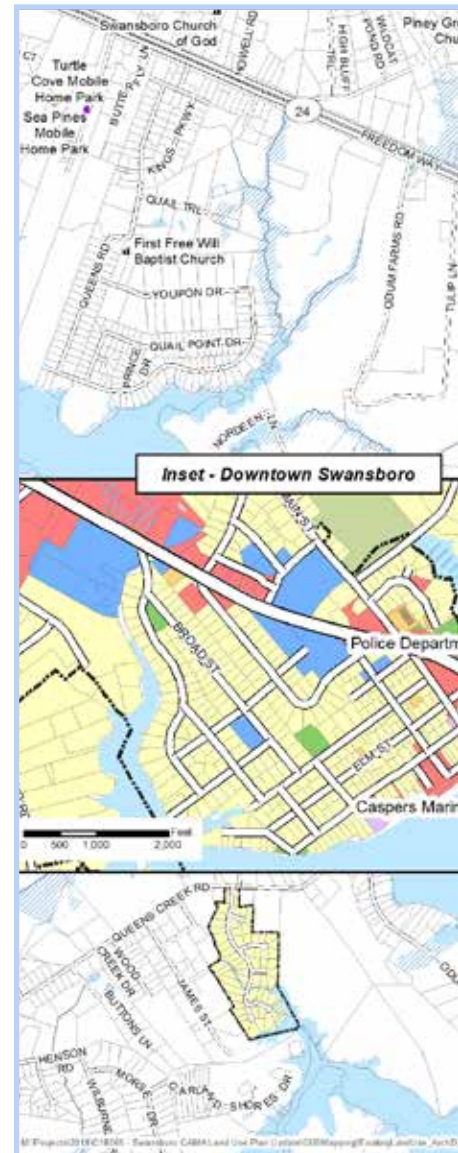 Swansboro Church
of God
HOWELL RD
HIGH BLUFF
TRL
WILDCAT
POND RD
Piney Gr
Chu
Turtle
Cove Mobile
Home Park
Sea Pines
Mobile
Home Park
KINGS PKWY
24
FREEDOM WAY
QUAIL TRL
First Free Will
Baptist Church
QUEENS RD
YOUPON DR
ODUM FARMS RD
TULIP LN
PRINCE
DR
QUAIL POINT DR
NORDEEN LN
Inset - Downtown Swansboro
MAIN ST
BROAD ST
Police Departm
ELM ST
Caspers Marin
Feet
0 500 1,000 2,000
QUEENS CREEK RD
WOOG
CREEK DR
BUTTONS LN
JAMES ST
HENSON
RD
WILBURNE
MORSE DR
SHORES DR